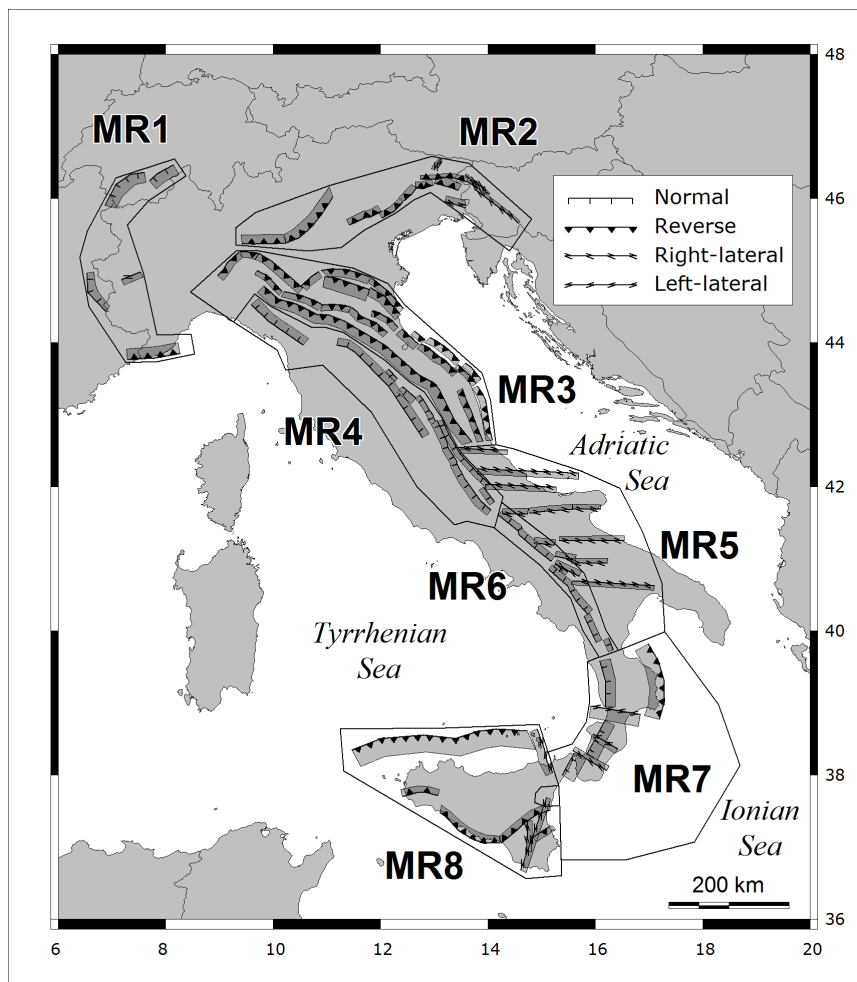 MR1
MR2
Normal
Reverse
Right-lateral
Left-lateral
MR3
MR4
Adriatic
Sea
MR5
MR6
Tyrrhenian
Sea
MR7
Ionian
Sea
MR8
200 km
48
46
44
42
40
38
36
6
8
10
12
14
16
18
20